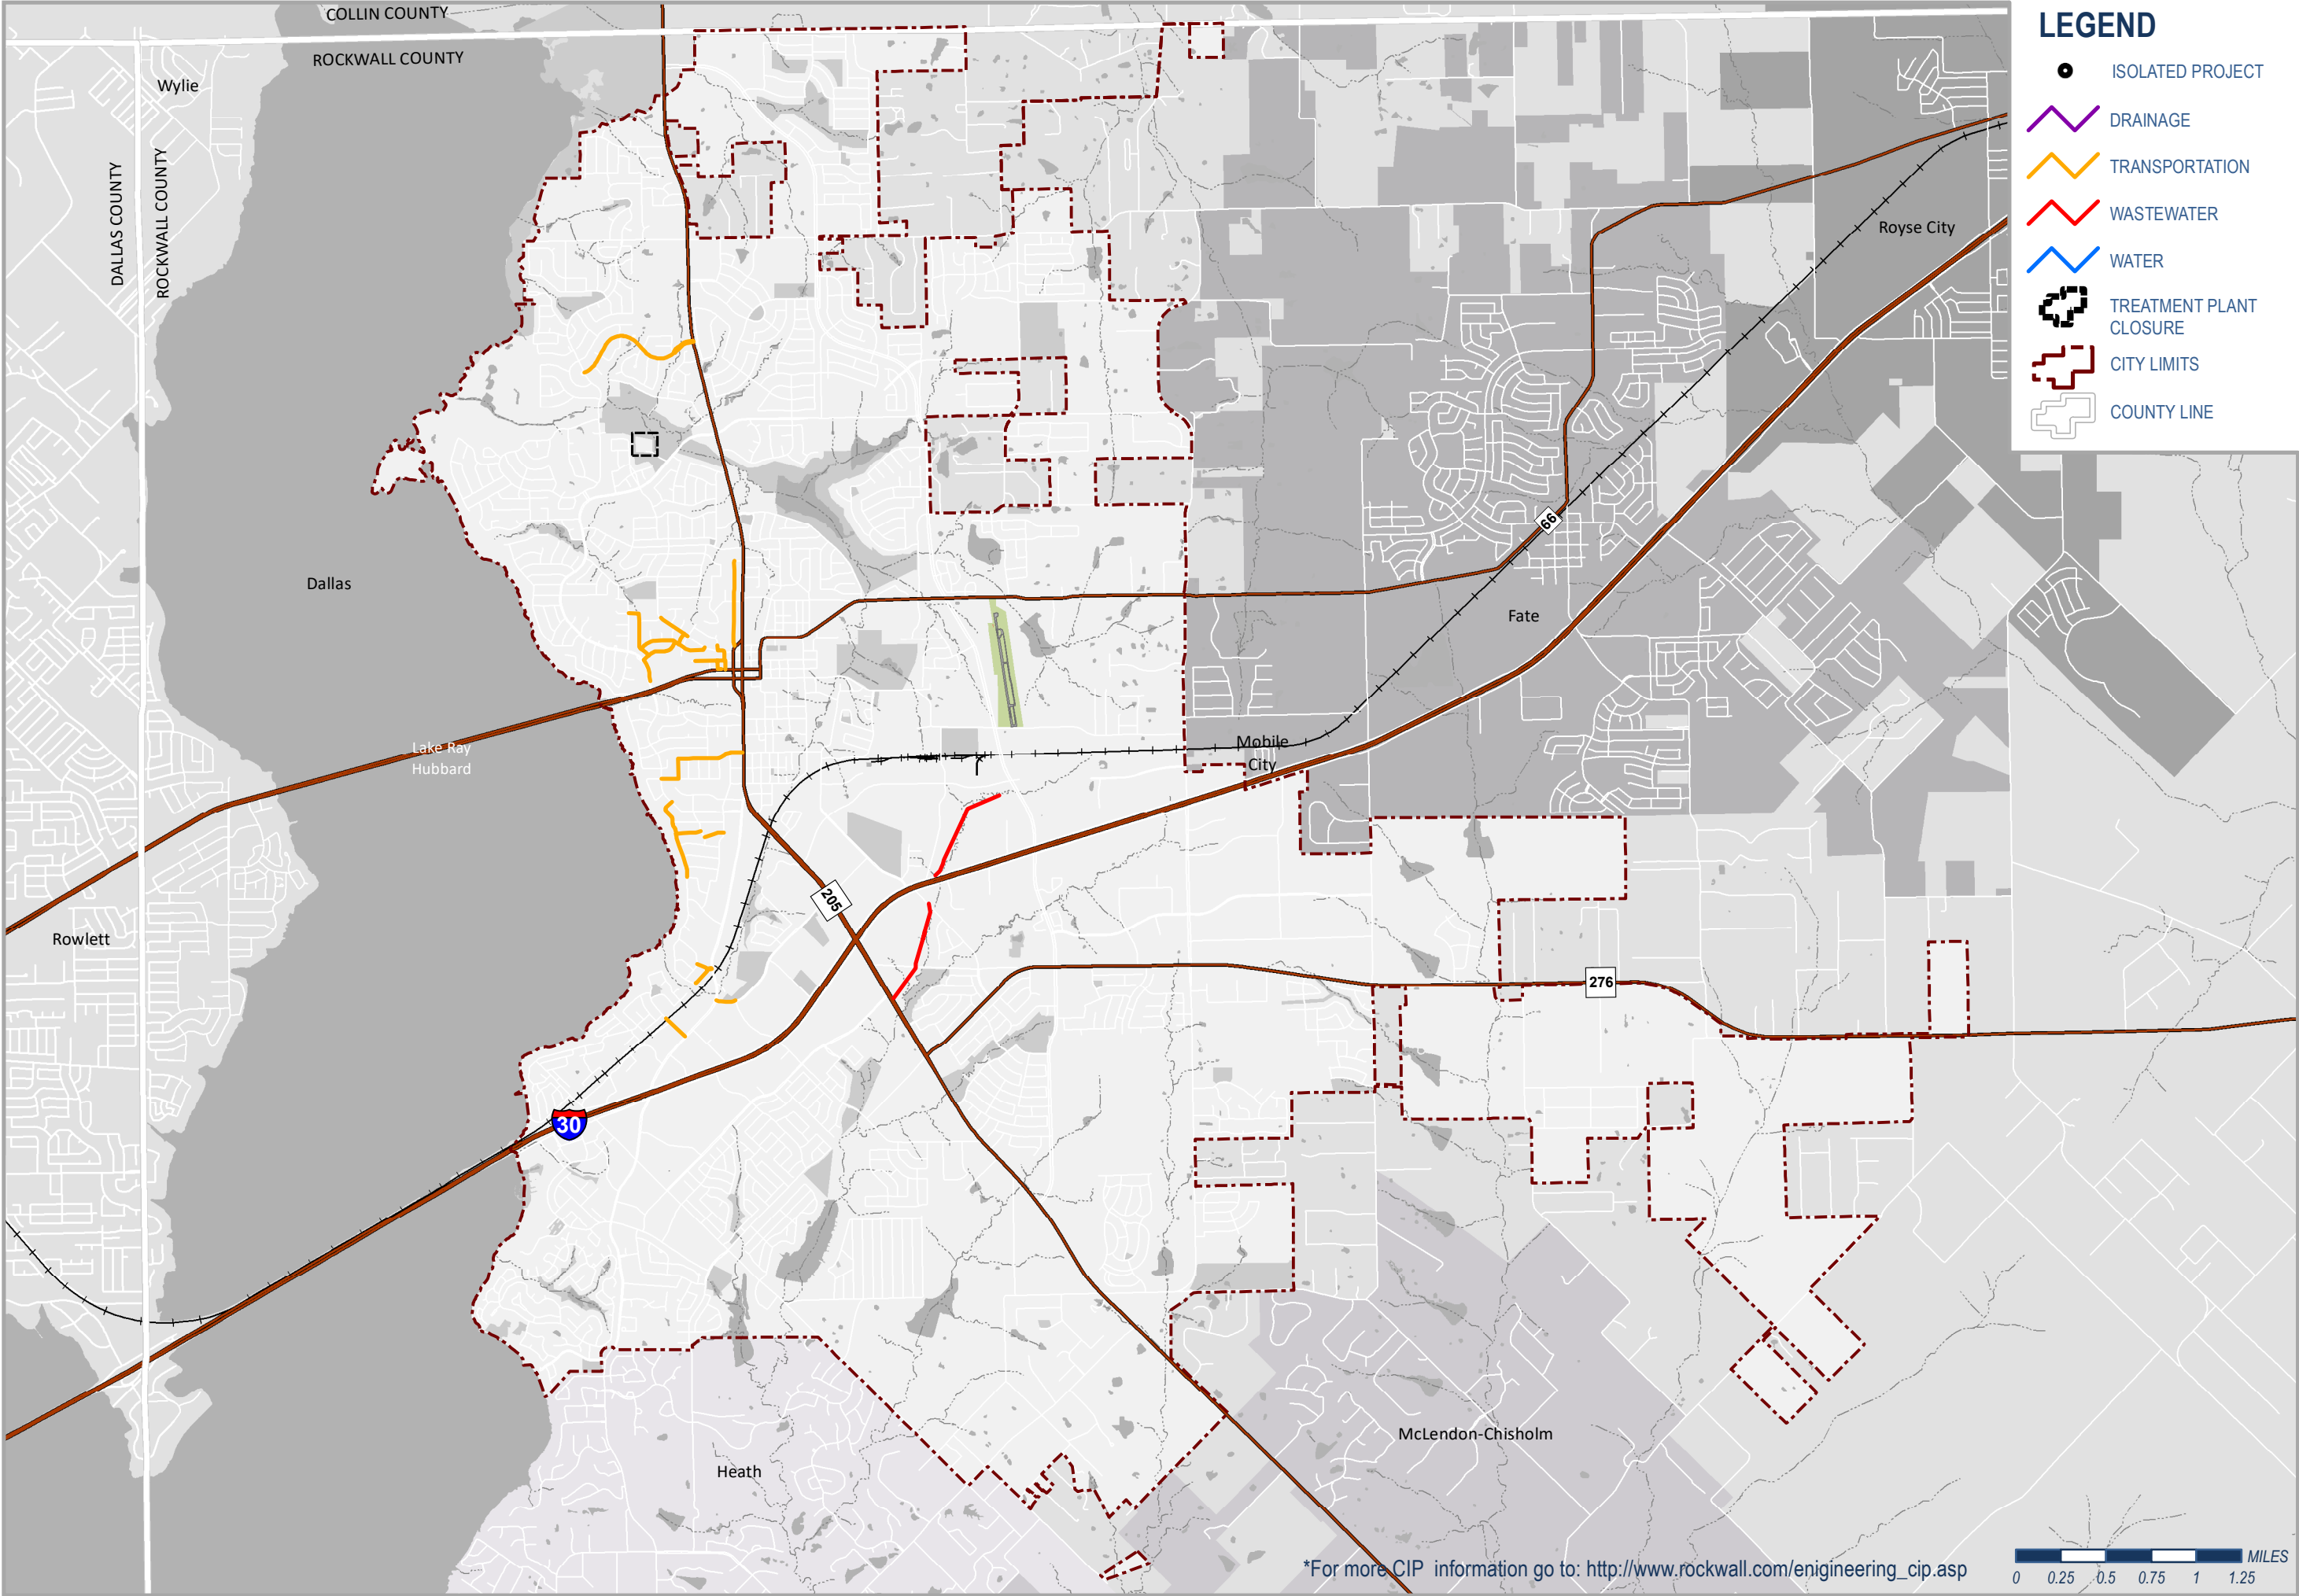 COLLIN COUNTY
ROCKWALL COUNTY
Wylie
DALLAS COUNTY
ROCKWALL COUNTY
LEGEND
ISOLATED PROJECT
DRAINAGE
TRANSPORTATION
WASTEWATER
WATER
TREATMENT PLANT
CLOSURE
CITY LIMITS
COUNTY LINE
Royse City
66
Dallas
Fate
Lake Ray
Hubbard
Mobile
City
205
Rowlett
276
30
McLendon-Chisholm
Heath
*For more CIP information go to: http://www.rockwall.com/enigineering_cip.asp
MILES
0 0.25 0.5 0.75 1 1.25